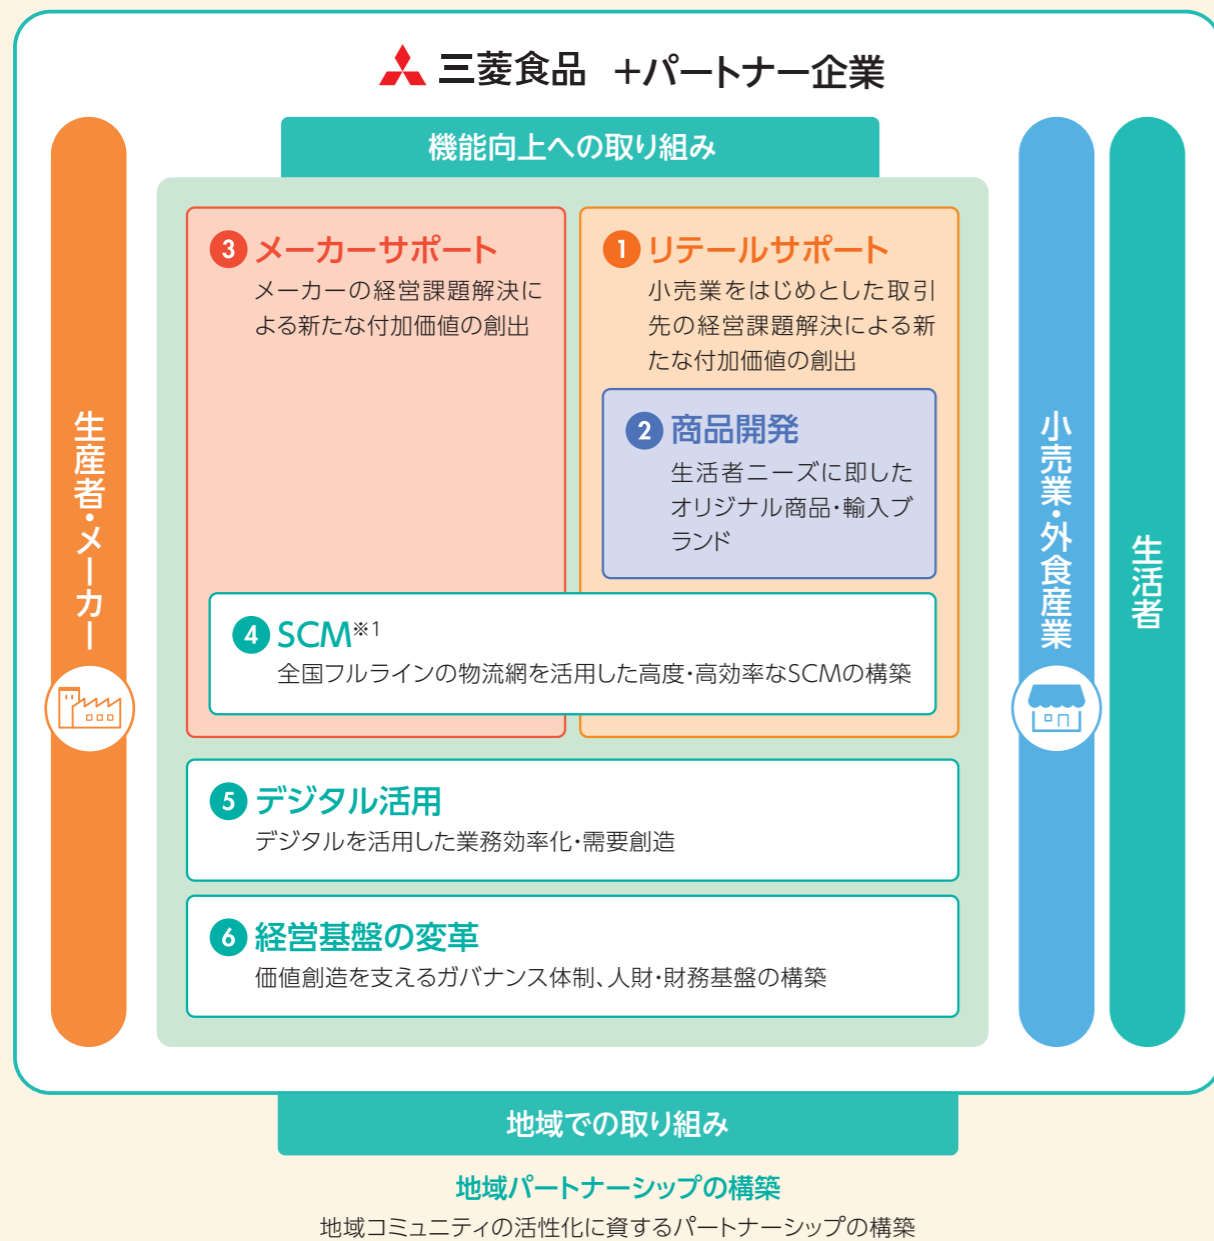 三菱食品 +パートナー企業
機能向上への取り組み
生産者・メーカー
3 メーカーサポート
メーカーの経営課題解決に
よる新たな付加価値の創出
1 リテールサポート
小売業をはじめとした取引
先の経営課題解決による新
たな付加価値の創出
2 商品開発
生活者ニーズに即した
オリジナル商品・輸入ブ
ランド
4 SCM※1
全国フルラインの物流網を活用した高度・高効率なSCMの構築
5 デジタル活用
デジタルを活用した業務効率化・需要創造
6 経営基盤の変革
価値創造を支えるガバナンス体制、人財・財務基盤の構築
小売業・外食産業
生活者
地域での取り組み
地域パートナーシップの構築
地域コミュニティの活性化に資するパートナーシップの構築